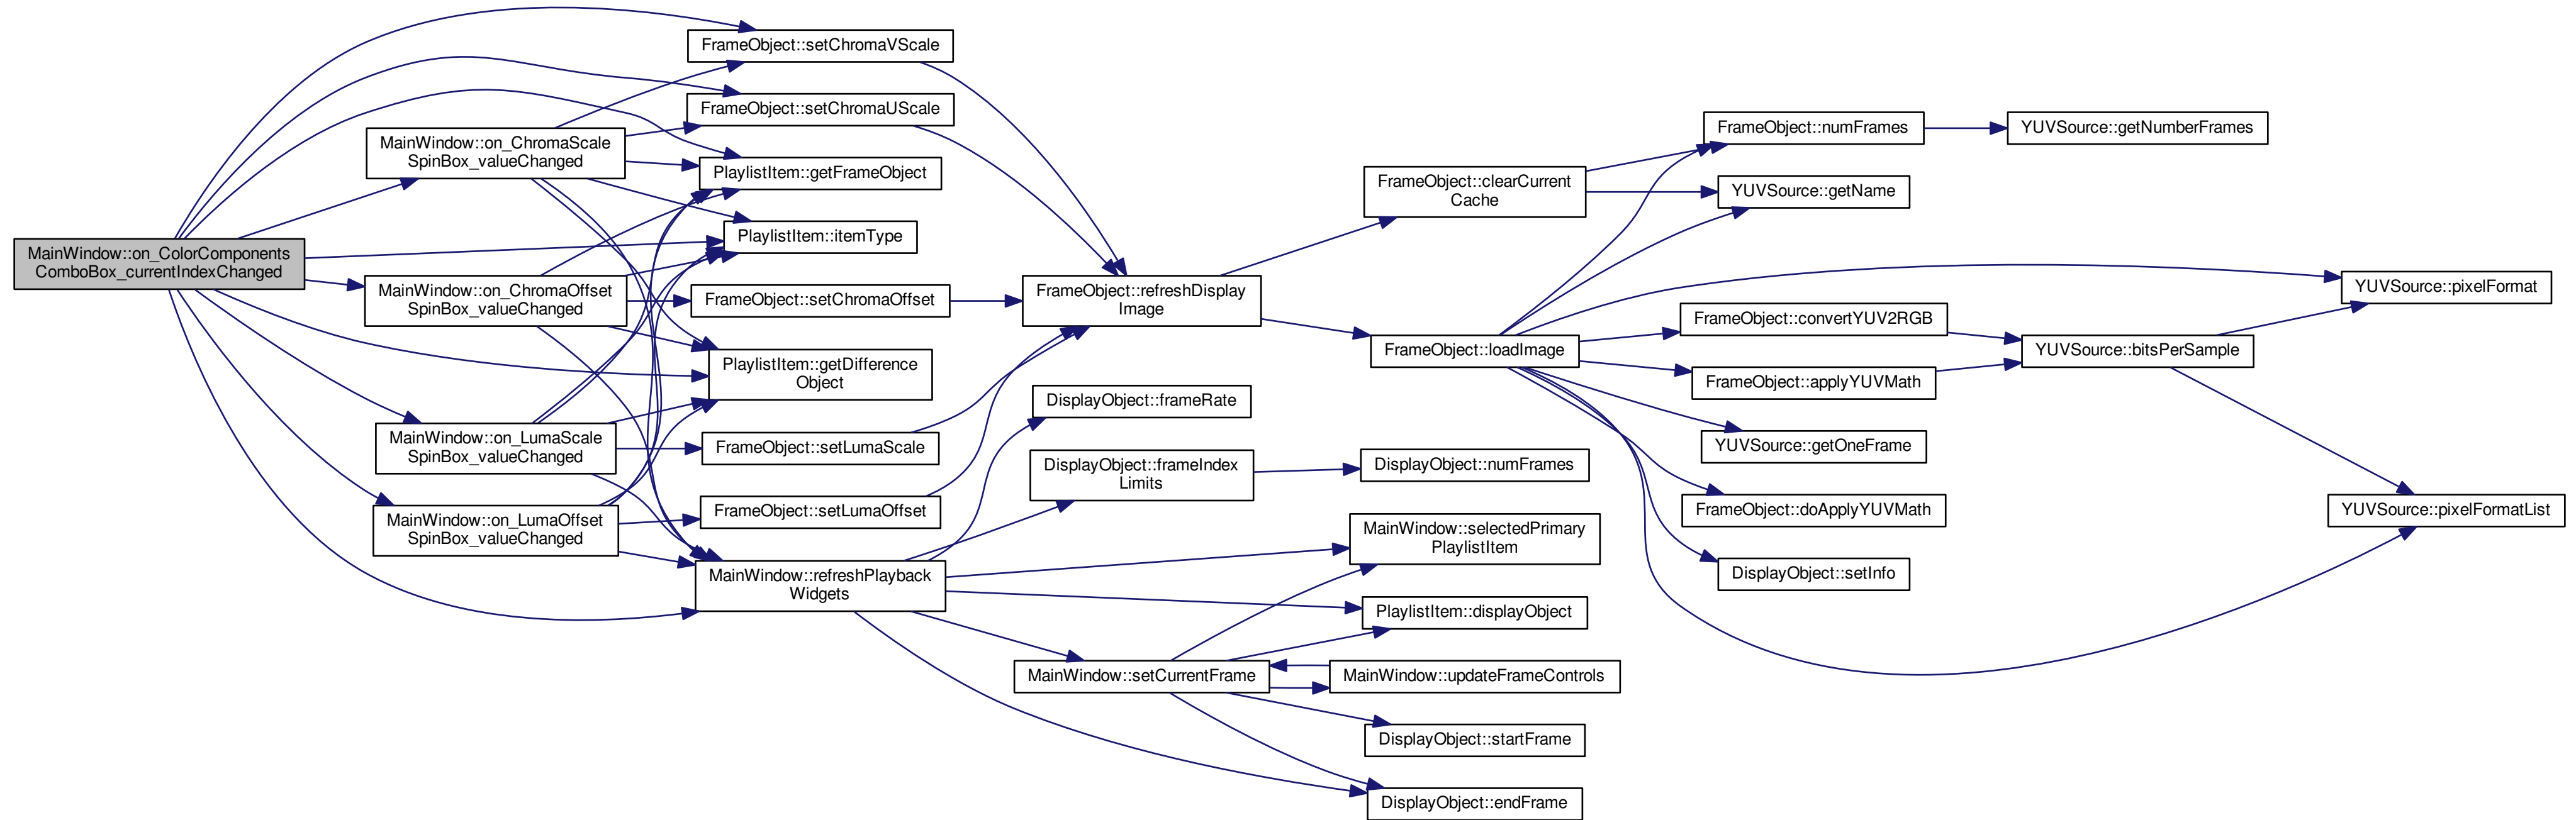 MainWindow::on_ColorComponents
ComboBox_currentIndexChanged
MainWindow::on_ChromaScale
SpinBox_valueChanged
MainWindow::on_ChromaOffset
SpinBox_valueChanged
MainWindow::on_LumaScale
SpinBox_valueChanged
MainWindow::on_LumaOffset
SpinBox_valueChanged
FrameObject::setChromaVScale
FrameObject::setChromaUScale
PlaylistItem::getFrameObject
PlaylistItem::itemType
FrameObject::setChromaOffset
PlaylistItem::getDifference
Object
FrameObject::setLumaScale
FrameObject::setLumaOffset
MainWindow::refreshPlayback
Widgets
FrameObject::refreshDisplay
Image
DisplayObject::frameRate
DisplayObject::frameIndex
Limits
MainWindow::setCurrentFrame
FrameObject::clearCurrent
Cache
FrameObject::loadImage
DisplayObject::numFrames
MainWindow::selectedPrimary
PlaylistItem
PlaylistItem::displayObject
MainWindow::updateFrameControls
DisplayObject::startFrame
DisplayObject::endFrame
FrameObject::numFrames
YUVSource::getName
FrameObject::convertYUV2RGB
FrameObject::applyYUVMath
YUVSource::getOneFrame
FrameObject::doApplyYUVMath
DisplayObject::setInfo
YUVSource::getNumberFrames
YUVSource::bitsPerSample
YUVSource::pixelFormat
YUVSource::pixelFormatList